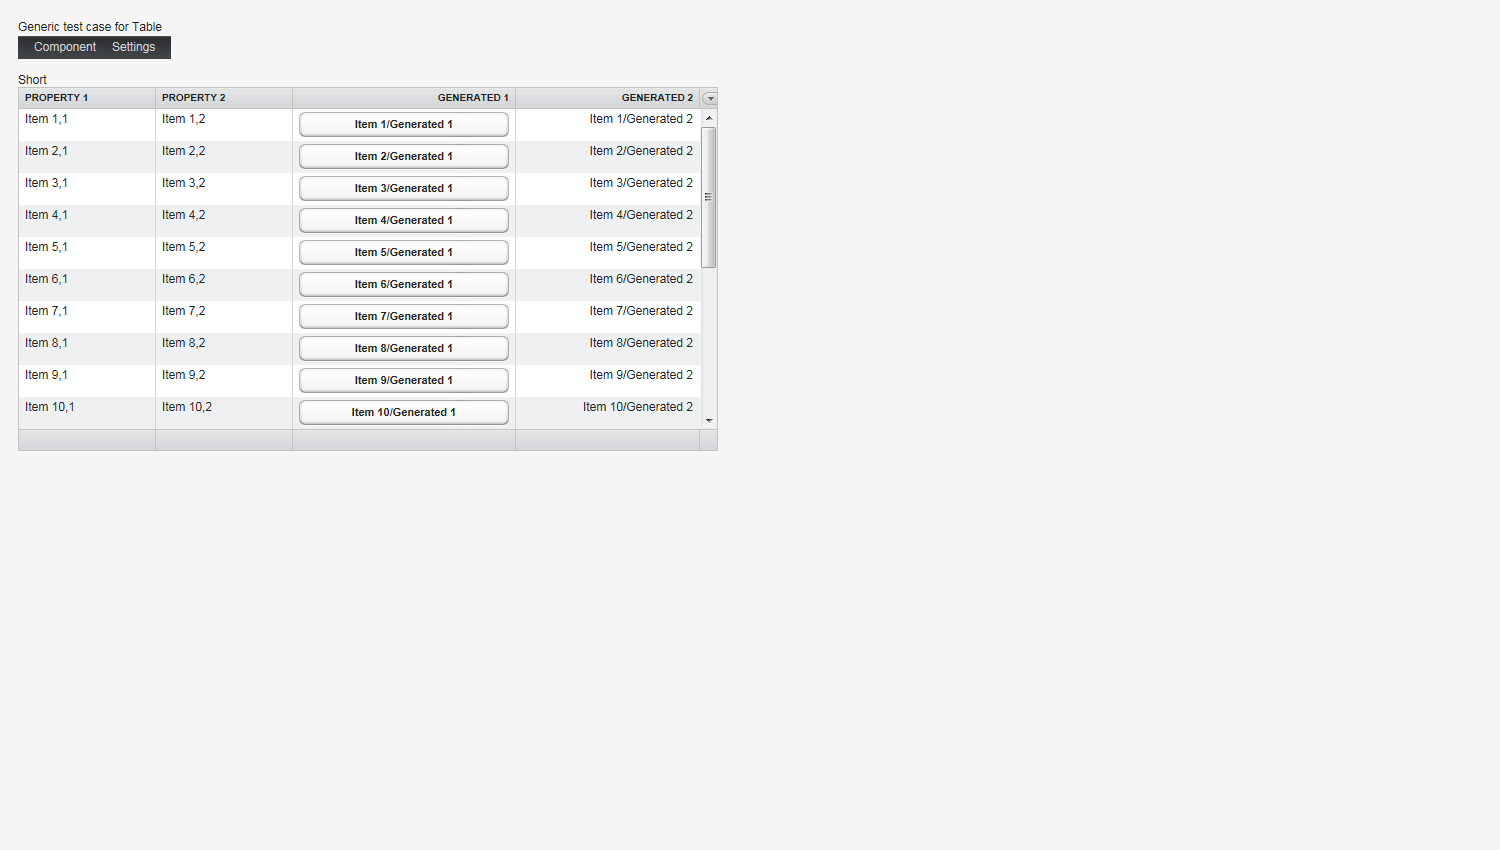 Generic test case for Table
Component Settings
Short
PROPERTY 1 PROPERTY 2 GENERATED 1 GENERATED 2
Item 1,1 Item 1,2 Item 1/Generated 1 Item 1/Generated 2
Item 2,1 Item 2,2 Item 2/Generated 1 Item 2/Generated 2
Item 3,1 Item 3,2 Item 3/Generated 1 Item 3/Generated 2
Item 4,1 Item 4,2 Item 4/Generated 1 Item 4/Generated 2
Item 5,1 Item 5,2 Item 5/Generated 1 Item 5/Generated 2
Item 6,1 Item 6,2 Item 6/Generated 1 Item 6/Generated 2
Item 7,1 Item 7,2 Item 7/Generated 1 Item 7/Generated 2
Item 8,1 Item 8,2 Item 8/Generated 1 Item 8/Generated 2
Item 9,1 Item 9,2 Item 9/Generated 1 Item 9/Generated 2
Item 10,1 Item 10,2 Item 10/Generated 1 Item 10/Generated 2